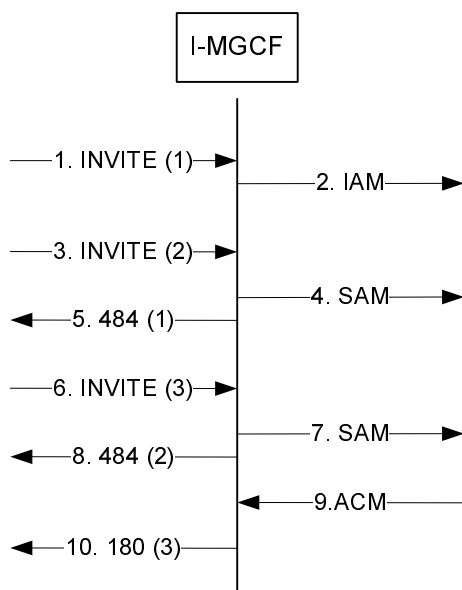 I-MGCF
1. INVITE (1)
2. IAM
3. INVITE (2)
4. SAM
5. 484 (1)
6. INVITE (3)
7. SAM
8. 484 (2)
9.ACM
10. 180 (3)